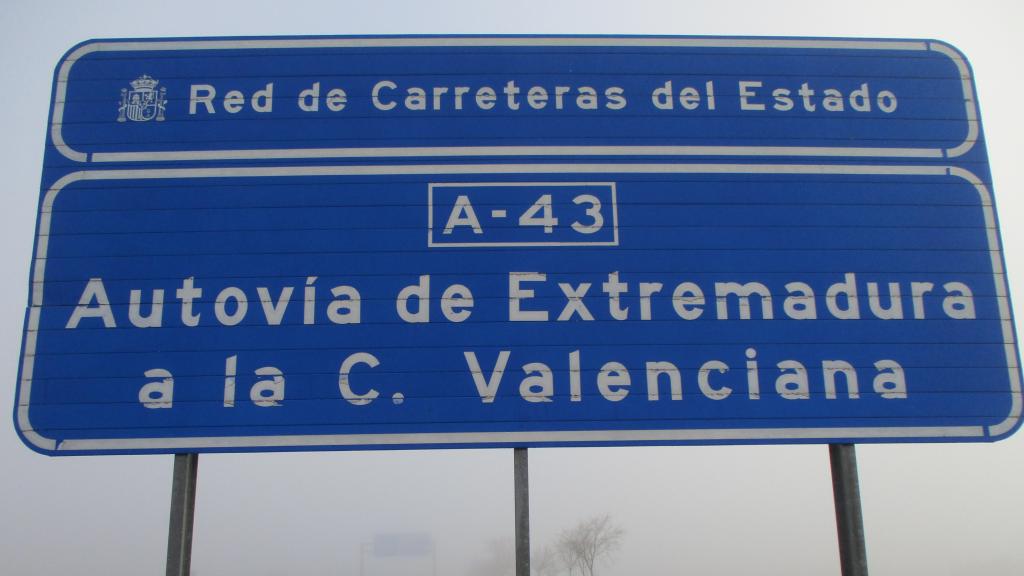 Red de Carreteras del Estado
A-43
Autovía de Extremadura
a la C. Valenciana